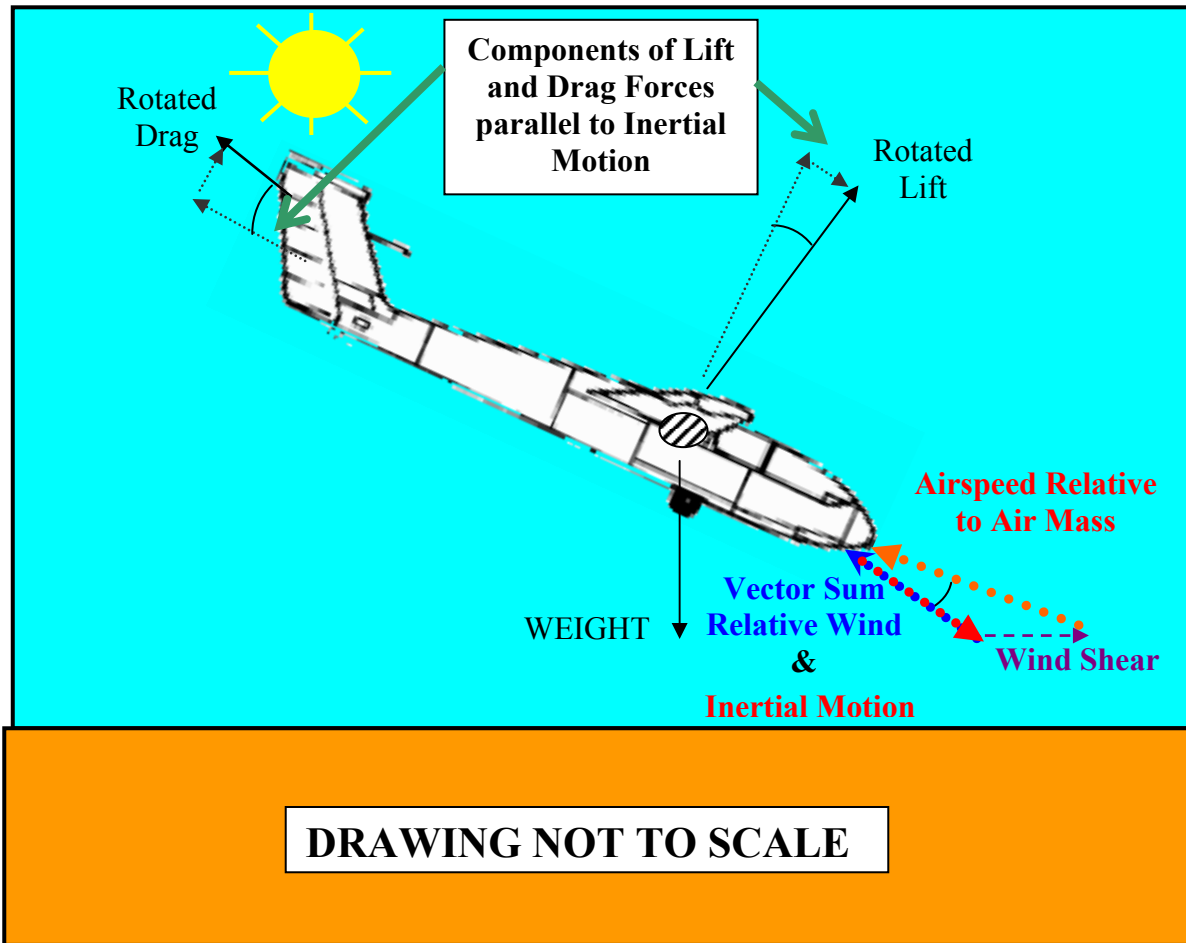 Components of Lift
and Drag Forces
parallel to Inertial
Motion
Rotated
Drag
Rotated
Lift
Airspeed Relative
to Air Mass
Vector Sum
Relative Wind
&
Inertial Motion
WEIGHT
Wind Shear
DRAWING NOT TO SCALE